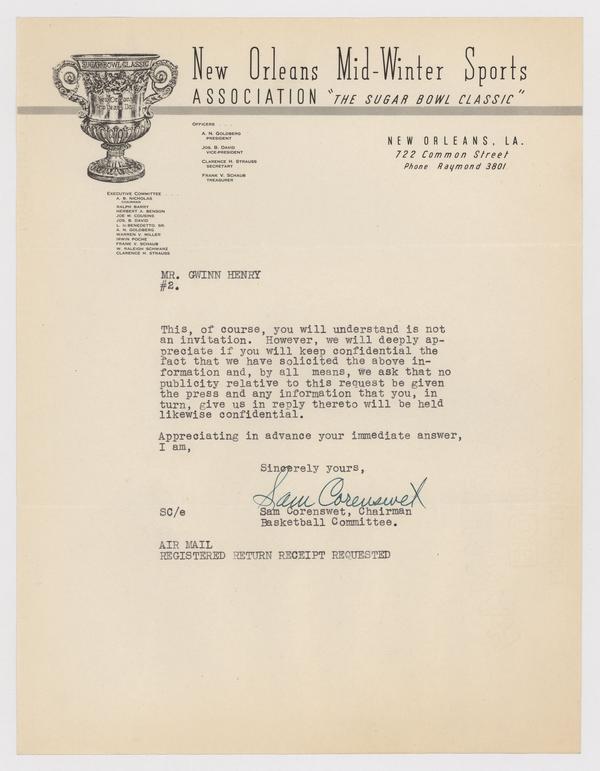 SUGAR BOWL CLASSIC
New Orleans Mid-Winter Sports
ASSOCIATION "THE SUGAR BOWL CLASSIC"
OFFICERS
A. N. GOLDBERG
PRESIDENT
JOS. B. DAVID
VICE-PRESIDENT
CLARENCE H. STRAUSS
SECRETARY
FRANK V. SCHAUB
TREASURER
NEW ORLEANS, LA.
722 Common Street
Phone Raymond 3801
EXECUTIVE COMMITTEE
A. B. NICHOLAS
CHAIRMAN
RALPH BARRY
HERBERT A. BENSON
JOE W. COUSINS
JOS. B. DAVID
L. DIBENEDETTO, SR.
A. N. GOLDBERG
WARREN V. MILLER
IRWIN POCHE
FRANK V. SCHAUB
W. RALEIGH SCHWARZ
CLARENCE H. STRAUSS
MR. GWINN HENRY
#2.
This, of course, you will understand is not
an invitation. However, we will deeply ap-
preciate if you will keep confidential the
fact that we have solicited the above in-
formation and, by all means, we ask that no
publicity relative to this request be given
the press and any information that you, in
turn, give us in reply thereto will be held
likewise confidential.
Appreciating in advance your immediate answer,
I am,
Sincerely yours,
Sam Corenswet
SC/e
Sam Corenswet, Chairman
Basketball Committee.
AIR MAIL
REGISTERED RETURN RECEIPT REQUESTED